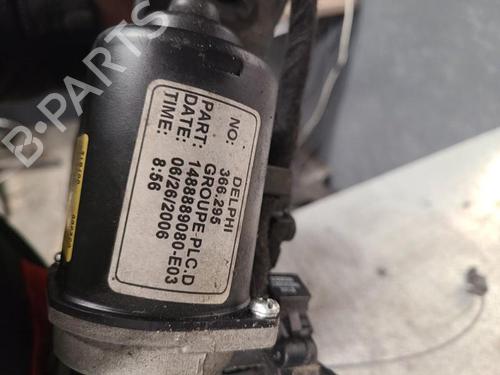 DELPHI
NO: 366.295
GROUPE-PLC.D
PART: 1488889080-E03
DATE: 06/26/2006
TIME: 8:56
B-PARTS